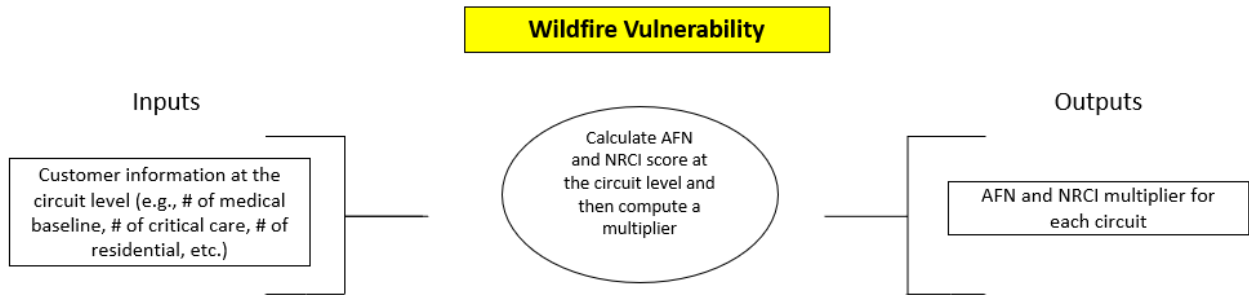 Wildfire Vulnerability
Inputs
Customer information at the
circuit level (e.g., # of medical
baseline, # of critical care, # of
residential, etc.)
Calculate AFN
and NRCI score at
the circuit level and
then compute a
multiplier
Outputs
AFN and NRCI multiplier for
each circuit